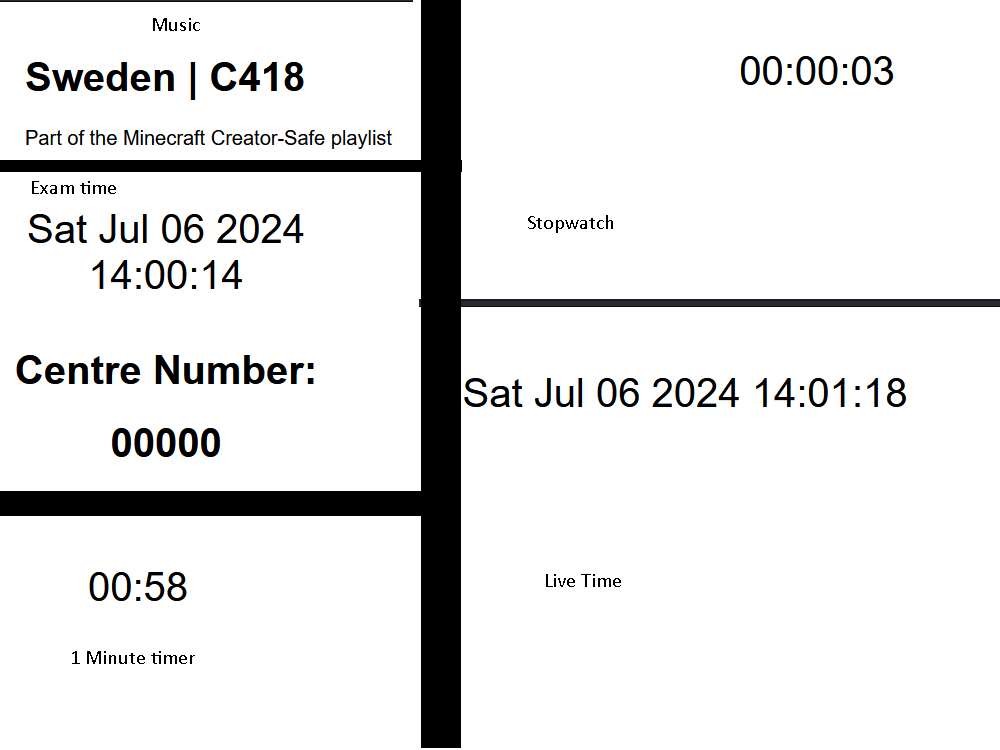 Music
Sweden | C418
Part of the Minecraft Creator-Safe playlist
Exam time
Sat Jul 06 2024
14:00:14
Centre Number:
00000
00:58
1 Minute timer
00:00:03
Stopwatch
Sat Jul 06 2024 14:01:18
Live Time